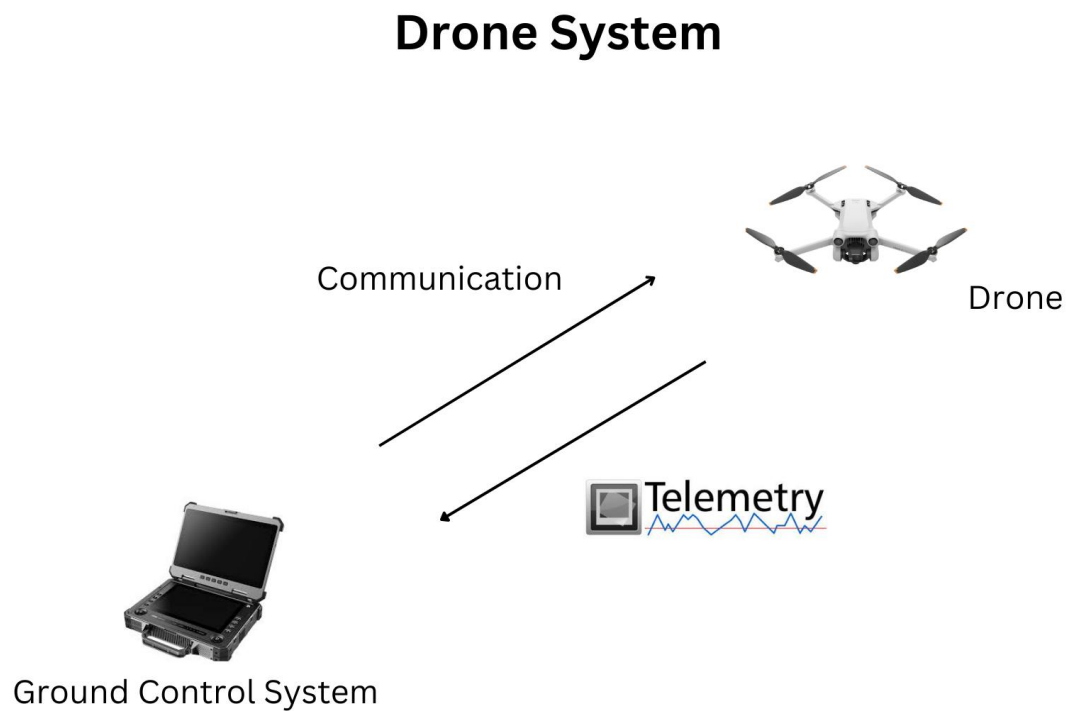 Drone System
Communication
Drone
Telemetry
Ground Control System